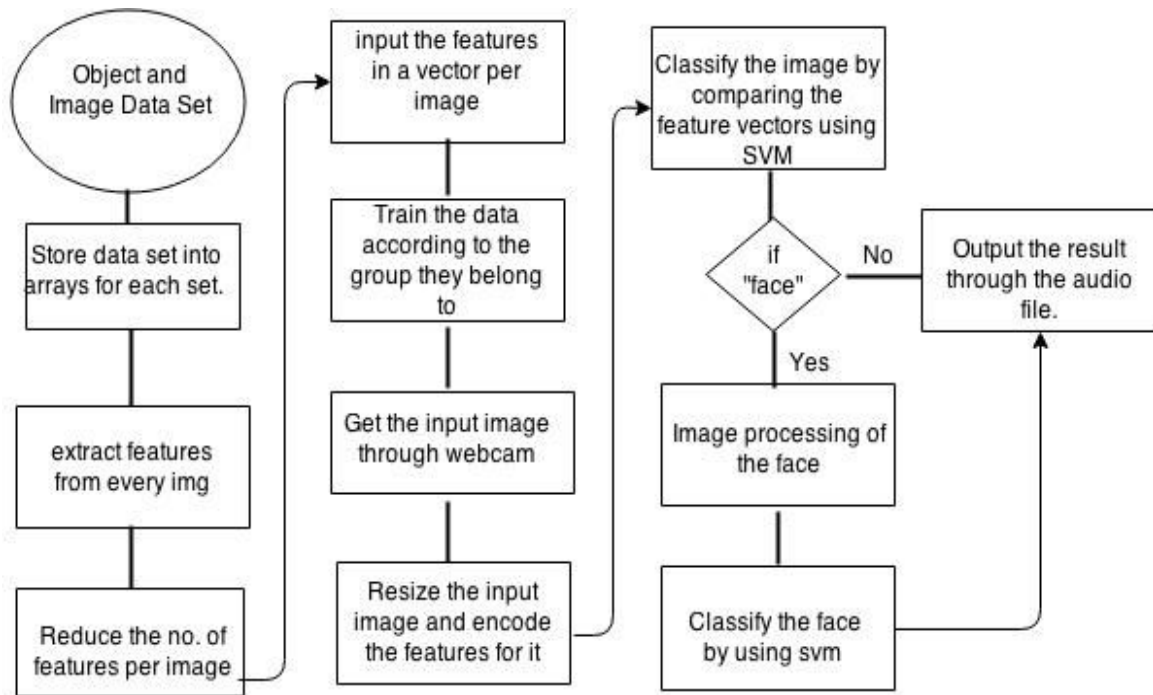 Object and
Image Data Set
Store data set into
arrays for each set.
extract features
from every img
Reduce the no. of
features per image
input the features
in a vector per
image
Train the data
according to the
group they belong
to
Get the input image
through webcam
Resize the input
image and encode
the features for it
Classify the image by
comparing the
feature vectors using
SVM
if
"face"
No
Yes
Output the result
through the audio
file.
Image processing of
the face
Classify the face
by using svm